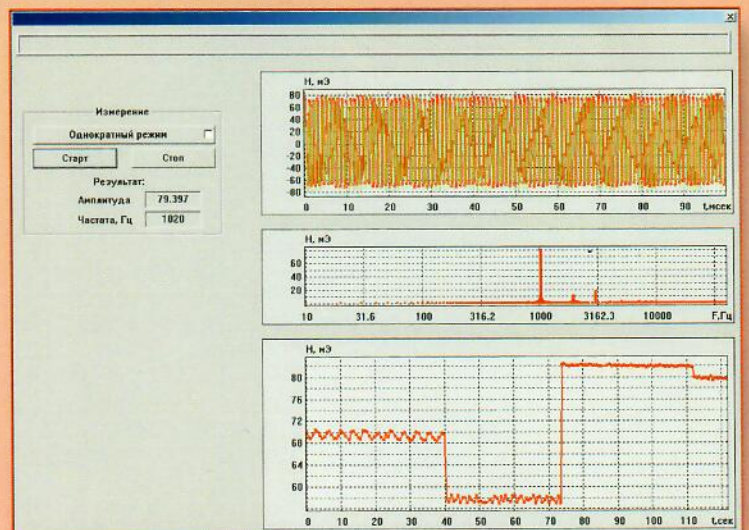 Измерение
Однократный режим
Старт Стоп
Результат:
Амплитуда 79.397
Частота, Гц 1020
H, мЭ
80
60
40
20
0
-20
-40
-60
-80
0 10 20 30 40 50 60 70 80 90 t,мсек
H, мЭ
60
40
20
10 31.6 100 316.2 1000 3162.3 10000 F,Гц
H, мЭ
80
76
72
68
64
60
0 10 20 30 40 50 60 70 80 90 100 110 t,сек